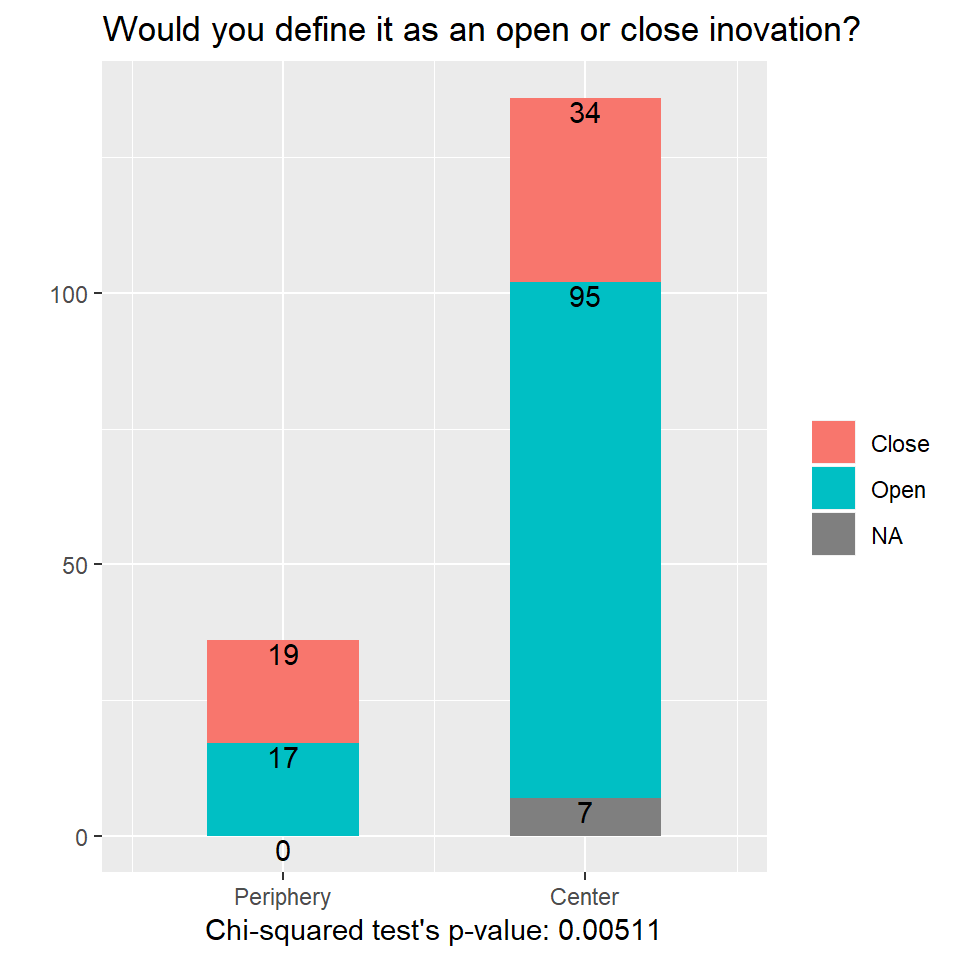 Would you define it as an open or close inovation?
34
100
95
Close
Open
NA
50
19
17
7
0
0
Periphery
Center
Chi-squared test's p-value: 0.00511